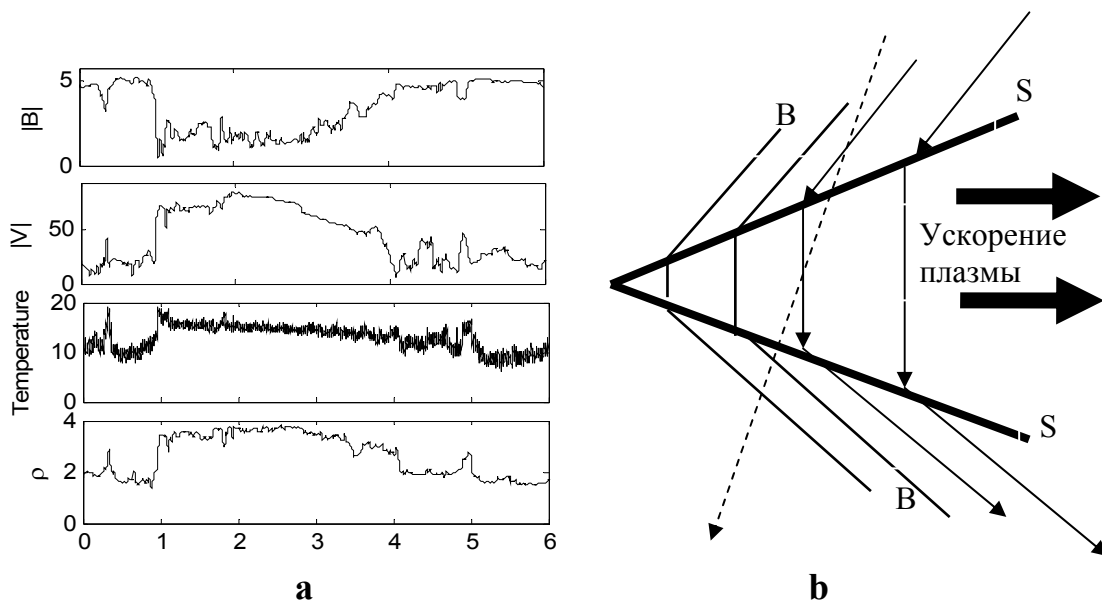 |B|
5
0
|V|
50
0
Temperature
20
10
0
ρ
4
2
0
0 1 2 3 4 5 6
a
B
S
Ускорение
плазмы
S
B
b